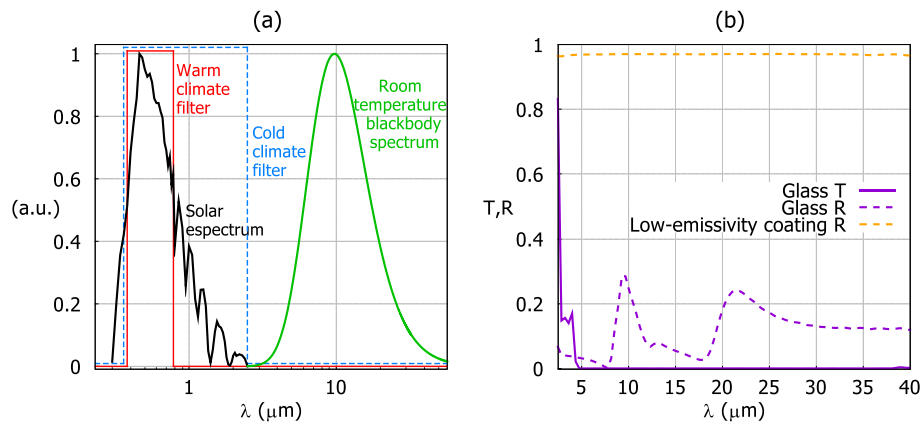 (a)
1
0.8
0.6
(a.u.)
0.4
0.2
0
Warm
climate
filter
Cold
climate
filter
Solar
espectrum
Room
temperature
blackbody
spectrum
1
10
λ (μm)
(b)
1
0.8
0.6
T,R
0.4
0.2
0
Glass T
Glass R
Low-emissivity coating R
5 10 15 20 25 30 35 40
λ (μm)